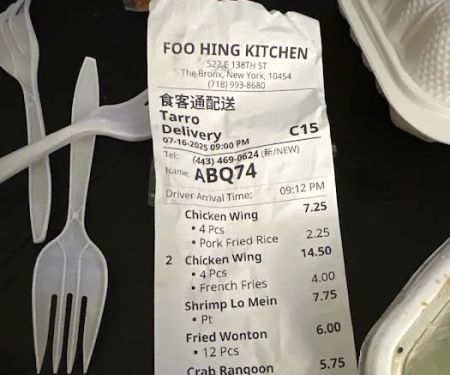 FOO HING KITCHEN
522 E 138TH ST
The Bronx, New York, 10454
(718) 993-8680
食客通配送
Tarro
Delivery C15
07-16-2025 09:00 PM
Tel: (443) 469-0624 (新/NEW)
Name: ABQ74
Driver Arrival Time: 09:12 PM
Chicken Wing 7.25
▪ 4 Pcs
▪ Pork Fried Rice 2.25
2 Chicken Wing 14.50
▪ 4 Pcs
▪ French Fries 4.00
Shrimp Lo Mein 7.75
▪ Pt
Fried Wonton 6.00
▪ 12 Pcs
Crab Rangoon 5.75